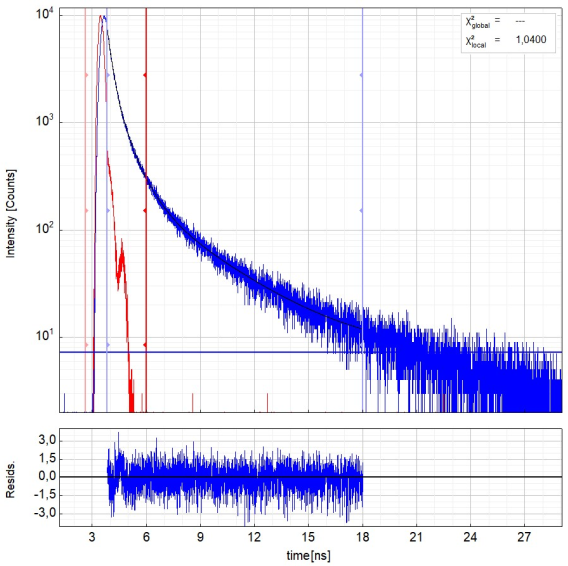 χ²global = ---
χ²local = 1,0400
10⁴
10³
10²
10¹
Intensity [Counts]
3,0
1,5
0,0
-1,5
-3,0
Resids.
3 6 9 12 15 18 21 24 27
time[ns]